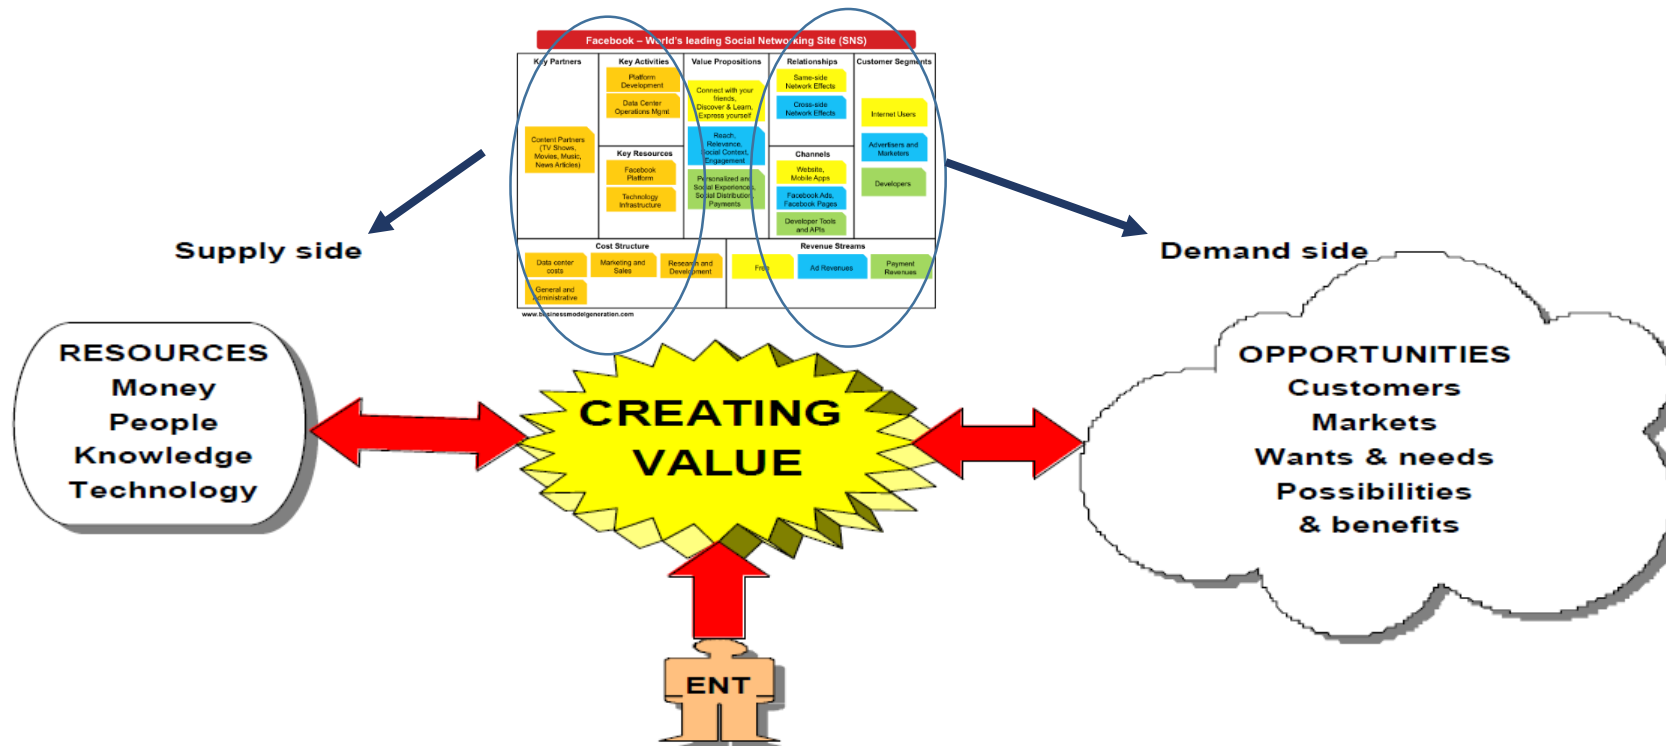 Facebook – World's leading Social Networking Site (SNS)
Key Partners
Content Partners
(TV Shows,
Movies, Music,
News Articles)
Key Activities
Platform
Development
Data Center
Operations Mgmt
Key Resources
Facebook
Platform
Technology
Infrastructure
Value Propositions
Connect with your
friends,
Discover & Learn,
Express yourself
Reach,
Relevance,
Social Context,
Engagement
Personalized and
Social Experiences,
Social Distribution,
Payments
Relationships
Same-side
Network Effects
Cross-side
Network Effects
Channels
Website,
Mobile Apps
Facebook Ads,
Facebook Pages
Developer Tools
and APIs
Customer Segments
Internet Users
Advertisers and
Marketers
Developers
Cost Structure
Data center
costs
Marketing and
Sales
Research and
Development
General and
Administrative
Revenue Streams
Free
Ad Revenues
Payment
Revenues
www.businessmodelgeneration.com
Supply side
Demand side
RESOURCES
Money
People
Knowledge
Technology
CREATING
VALUE
OPPORTUNITIES
Customers
Markets
Wants & needs
Possibilities
& benefits
ENT